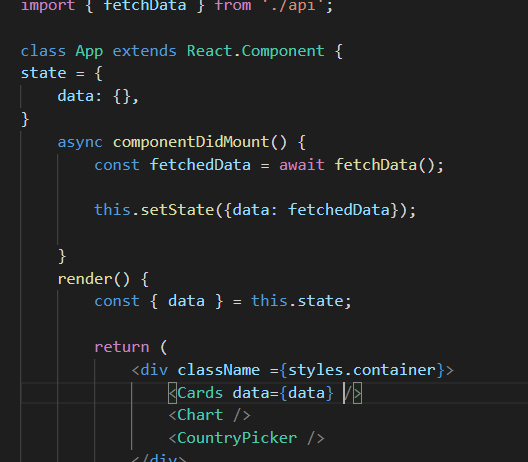 import { fetchData } from './api';
class App extends React.Component {
state = {
data: {},
}
async componentDidMount() {
const fetchedData = await fetchData();
this.setState({data: fetchedData});
}
render() {
const { data } = this.state;
return (
<div className ={styles.container}>
<Cards data={data} />
<Chart />
<CountryPicker />
</div>